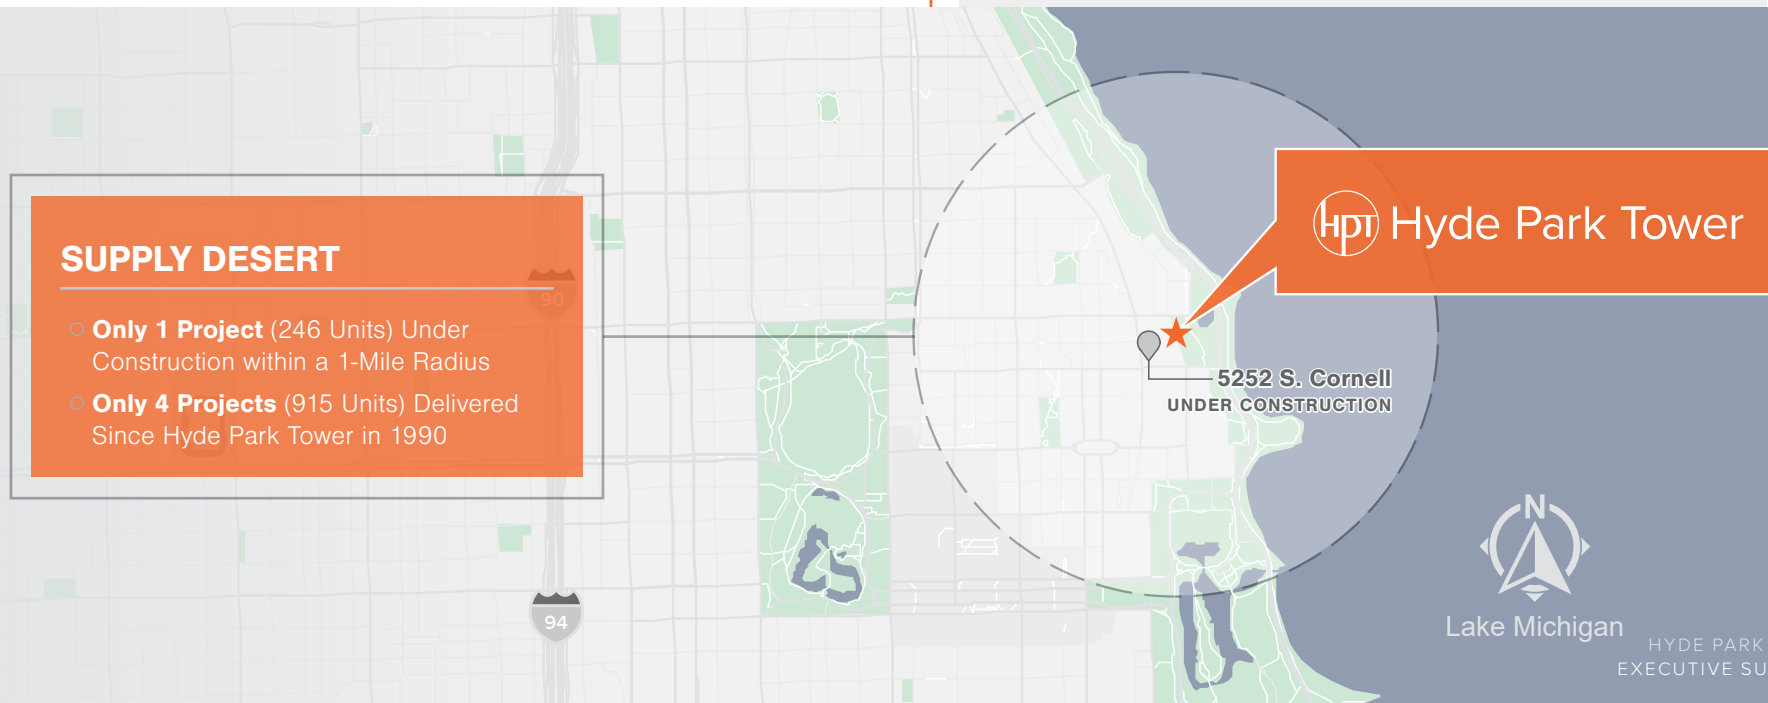 SUPPLY DESERT
90
Only 1 Project (246 Units) Under
Construction within a 1-Mile Radius
Only 4 Projects (915 Units) Delivered
Since Hyde Park Tower in 1990
94
HPT Hyde Park Tower
5252 S. Cornell
UNDER CONSTRUCTION
N
Lake Michigan
HYDE PARK
EXECUTIVE SU